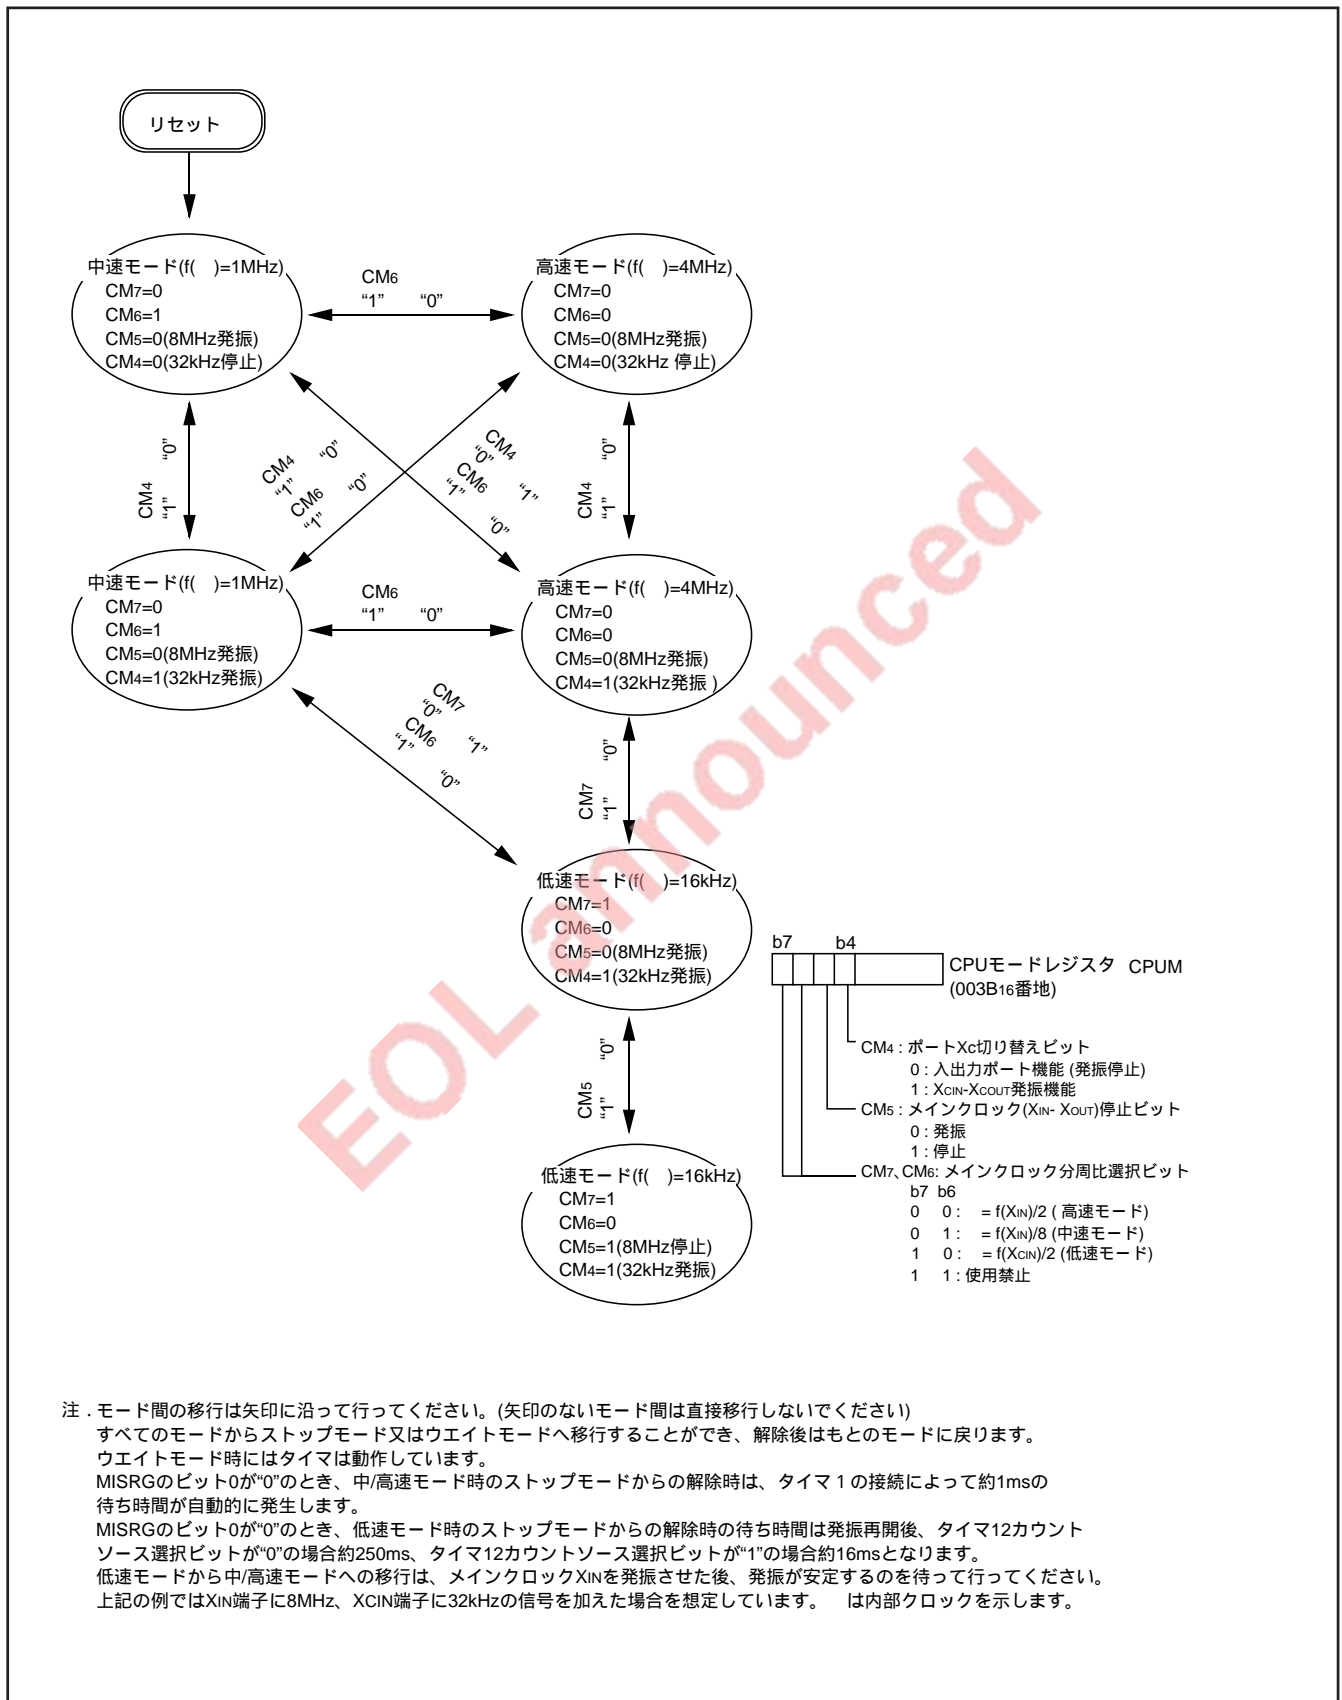 リセット
中速モード(f( )=1MHz)
CM7=0
CM6=1
CM5=0(8MHz発振)
CM4=0(32kHz停止)
CM6
“1” “0”
高速モード(f( )=4MHz)
CM7=0
CM6=0
CM5=0(8MHz発振)
CM4=0(32kHz 停止)
CM4
“1” “0”
CM4
“1” “0”
CM6
“1” “0”
CM4
“0” “1”
CM6
“1” “0”
CM4
“1” “0”
中速モード(f( )=1MHz)
CM7=0
CM6=1
CM5=0(8MHz発振)
CM4=1(32kHz発振)
CM6
“1” “0”
高速モード(f( )=4MHz)
CM7=0
CM6=0
CM5=0(8MHz発振)
CM4=1(32kHz発振 )
CM7
“0” “1”
CM6
“1” “0”
CM7
“1” “0”
低速モード(f( )=16kHz)
CM7=1
CM6=0
CM5=0(8MHz発振)
CM4=1(32kHz発振)
CM5
“1” “0”
低速モード(f( )=16kHz)
CM7=1
CM6=0
CM5=1(8MHz停止)
CM4=1(32kHz発振)
b7 b4
CPUモードレジスタ CPUM
(003B16番地)
CM4 : ポートXc切り替えビット
0 : 入出力ポート機能 (発振停止)
1 : XCIN-XCOUT発振機能
CM5 : メインクロック(XIN- XOUT)停止ビット
0 : 発振
1 : 停止
CM7、CM6: メインクロック分周比選択ビット
b7 b6
0 0 : = f(XIN)/2 ( 高速モード)
0 1 : = f(XIN)/8 (中速モード)
1 0 : = f(XCIN)/2 (低速モード)
1 1 : 使用禁止
EOL announced
注 . モード間の移行は矢印に沿って行ってください。(矢印のないモード間は直接移行しないでください)
すべてのモードからストップモード又はウエイトモードへ移行することができ、解除後はもとのモードに戻ります。
ウエイトモード時にはタイマは動作しています。
MISRGのビット0が“0”のとき、中/高速モード時のストップモードからの解除時は、タイマ１の接続によって約1msの
待ち時間が自動的に発生します。
MISRGのビット0が“0”のとき、低速モード時のストップモードからの解除時の待ち時間は発振再開後、タイマ12カウント
ソース選択ビットが“0”の場合約250ms、タイマ12カウントソース選択ビットが“1”の場合約16msとなります。
低速モードから中/高速モードへの移行は、メインクロックXINを発振させた後、発振が安定するのを待って行ってください。
上記の例ではXIN端子に8MHz、XCIN端子に32kHzの信号を加えた場合を想定しています。 は内部クロックを示します。